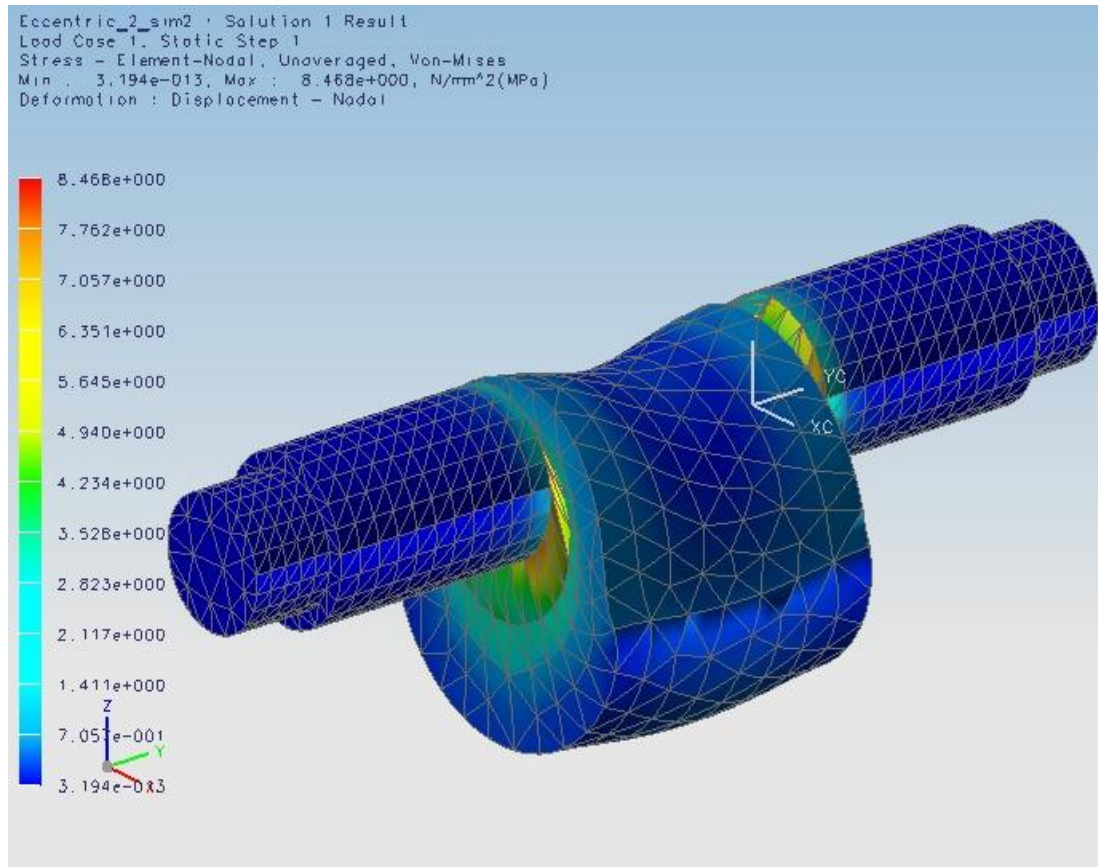 Eccentric_2_sim2 : Solution 1 Result
Load Case 1, Static Step 1
Stress - Element-Nodal, Unaveraged, Von-Mises
Min : 3.194e-013, Max : 8.468e+000, N/mm^2(MPa)
Deformation : Displacement - Nodal
8.468e+000
7.762e+000
7.057e+000
6.351e+000
5.645e+000
4.940e+000
4.234e+000
3.528e+000
2.823e+000
2.117e+000
1.411e+000
7.057e-001
3.194e-013
YC
XC
Z
Y
X